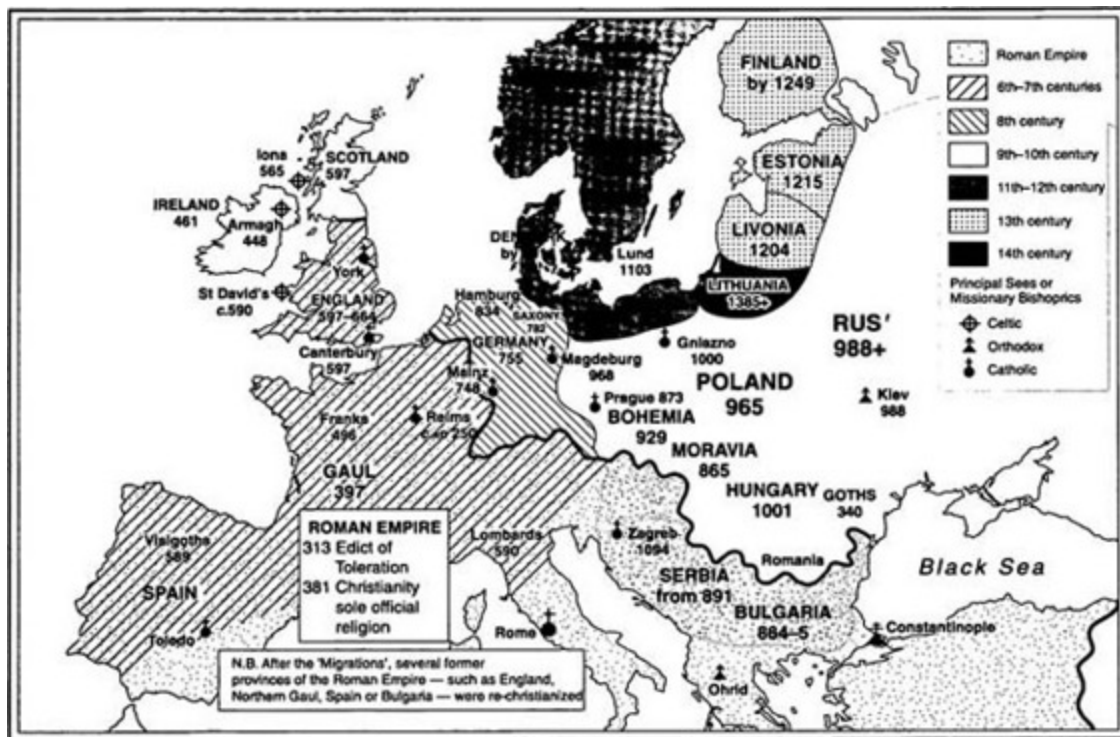 FINLAND
by 1249
ESTONIA
1215
LIVONIA
1204
LITHUANIA
1385+
Iona
565
SCOTLAND
597
IRELAND
461
Armagh
448
York
St David's
c.590
ENGLAND
597–664
Canterbury
597
DEN
by
Lund
1103
Hamburg
834
SAXONY
782
GERMANY
755
Magdeburg
968
Mainz
748
Gniazno
1000
RUS'
988+
Kiev
988
POLAND
965
Prague 873
BOHEMIA
929
MORAVIA
865
HUNGARY
1001
GOTHS
340
Franks
496
Reims
250
GAUL
397
Visigoths
589
SPAIN
Toledo
Lombards
590
Zagreb
1094
Romania
SERBIA
from 891
BULGARIA
884–5
Black Sea
Constantinople
Rome
Ohrid
ROMAN EMPIRE
313 Edict of
Toleration
381 Christianity
sole official
religion
N.B. After the 'Migrations', several former
provinces of the Roman Empire — such as England,
Northern Gaul, Spain or Bulgaria — were re-christianized
Roman Empire
6th–7th centuries
8th century
9th–10th century
11th–12th century
13th century
14th century
Principal Sees or
Missionary Bishoprics
Celtic
Orthodox
Catholic